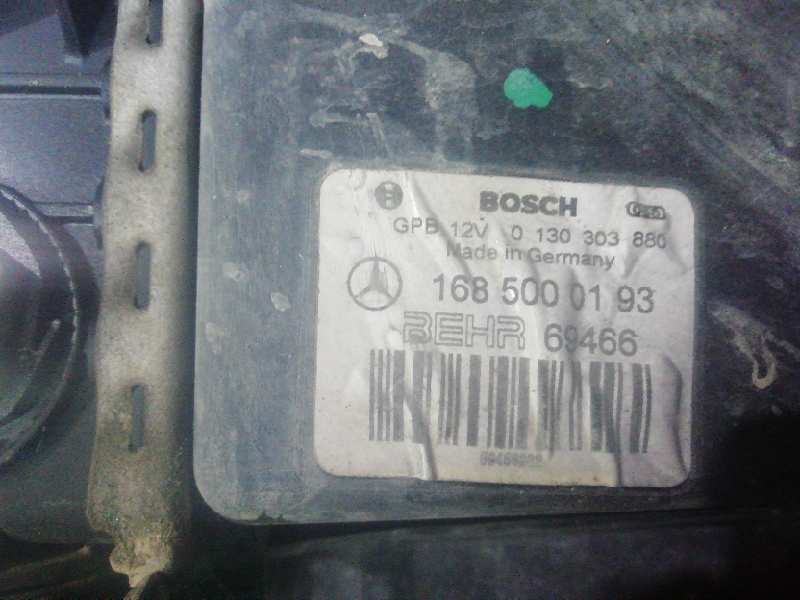 BOSCH
GPB 12V 0 130 303 880
Made in Germany
168 500 01 93
BEHR 69466